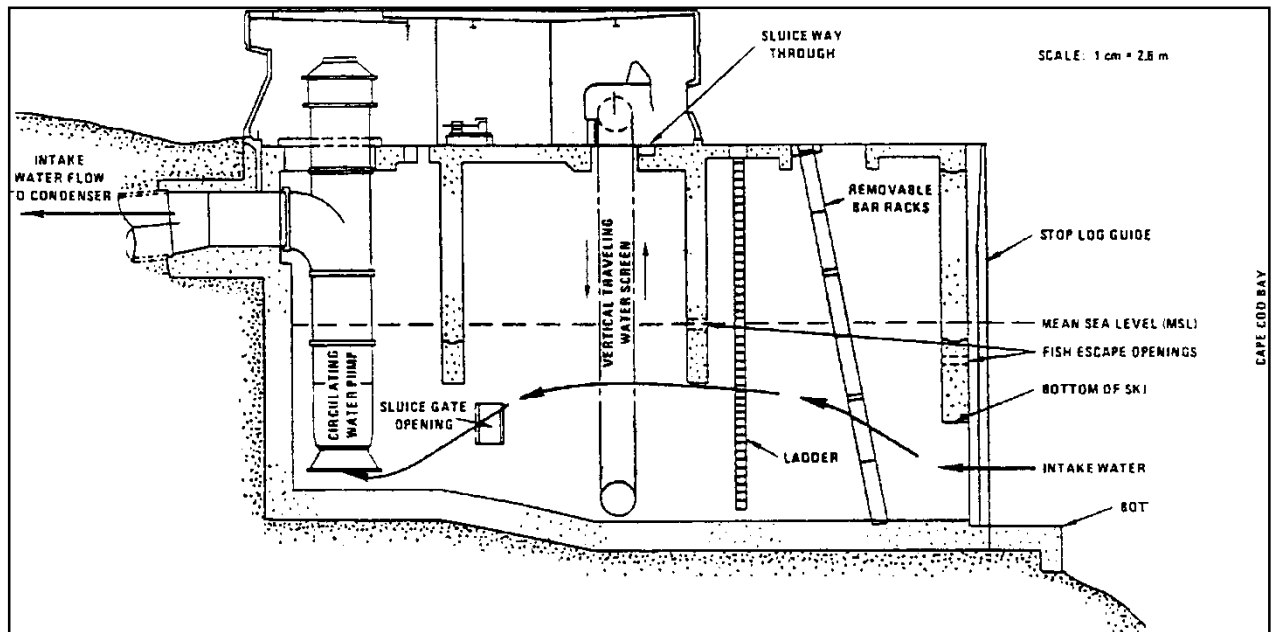 SLUICE WAY
THROUGH
SCALE: 1 cm = 2.8 m
INTAKE
WATER FLOW
TO CONDENSER
REMOVABLE
BAR RACKS
STOP LOG GUIDE
VERTICAL TRAVELING
WATER SCREEN
MEAN SEA LEVEL (MSL)
FISH ESCAPE OPENINGS
CAPE COD BAY
CIRCULATING
WATER PUMP
SLUICE GATE
OPENING
BOTTOM OF SKI
LADDER
INTAKE WATER
BOT